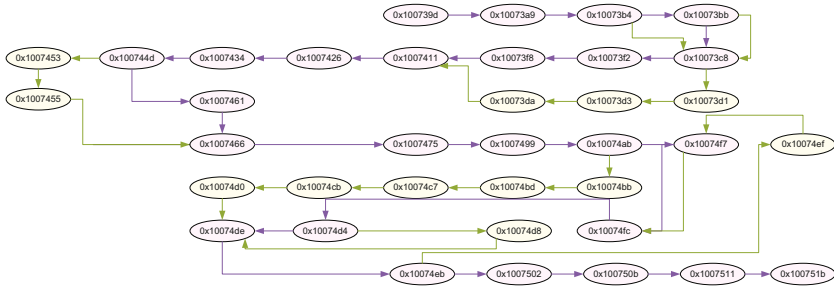 0x100739d 0x10073a9 0x10073b4 0x10073bb
0x1007453 0x100744d 0x1007434 0x1007426 0x1007411 0x10073f8 0x10073f2 0x10073c8
0x1007455 0x1007461 0x10073da 0x10073d3 0x10073d1
0x1007466 0x1007475 0x1007499 0x10074ab 0x10074f7 0x10074ef
0x10074d0 0x10074cb 0x10074c7 0x10074bd 0x10074bb
0x10074de 0x10074d4 0x10074d8 0x10074fc
0x10074eb 0x1007502 0x100750b 0x1007511 0x100751b